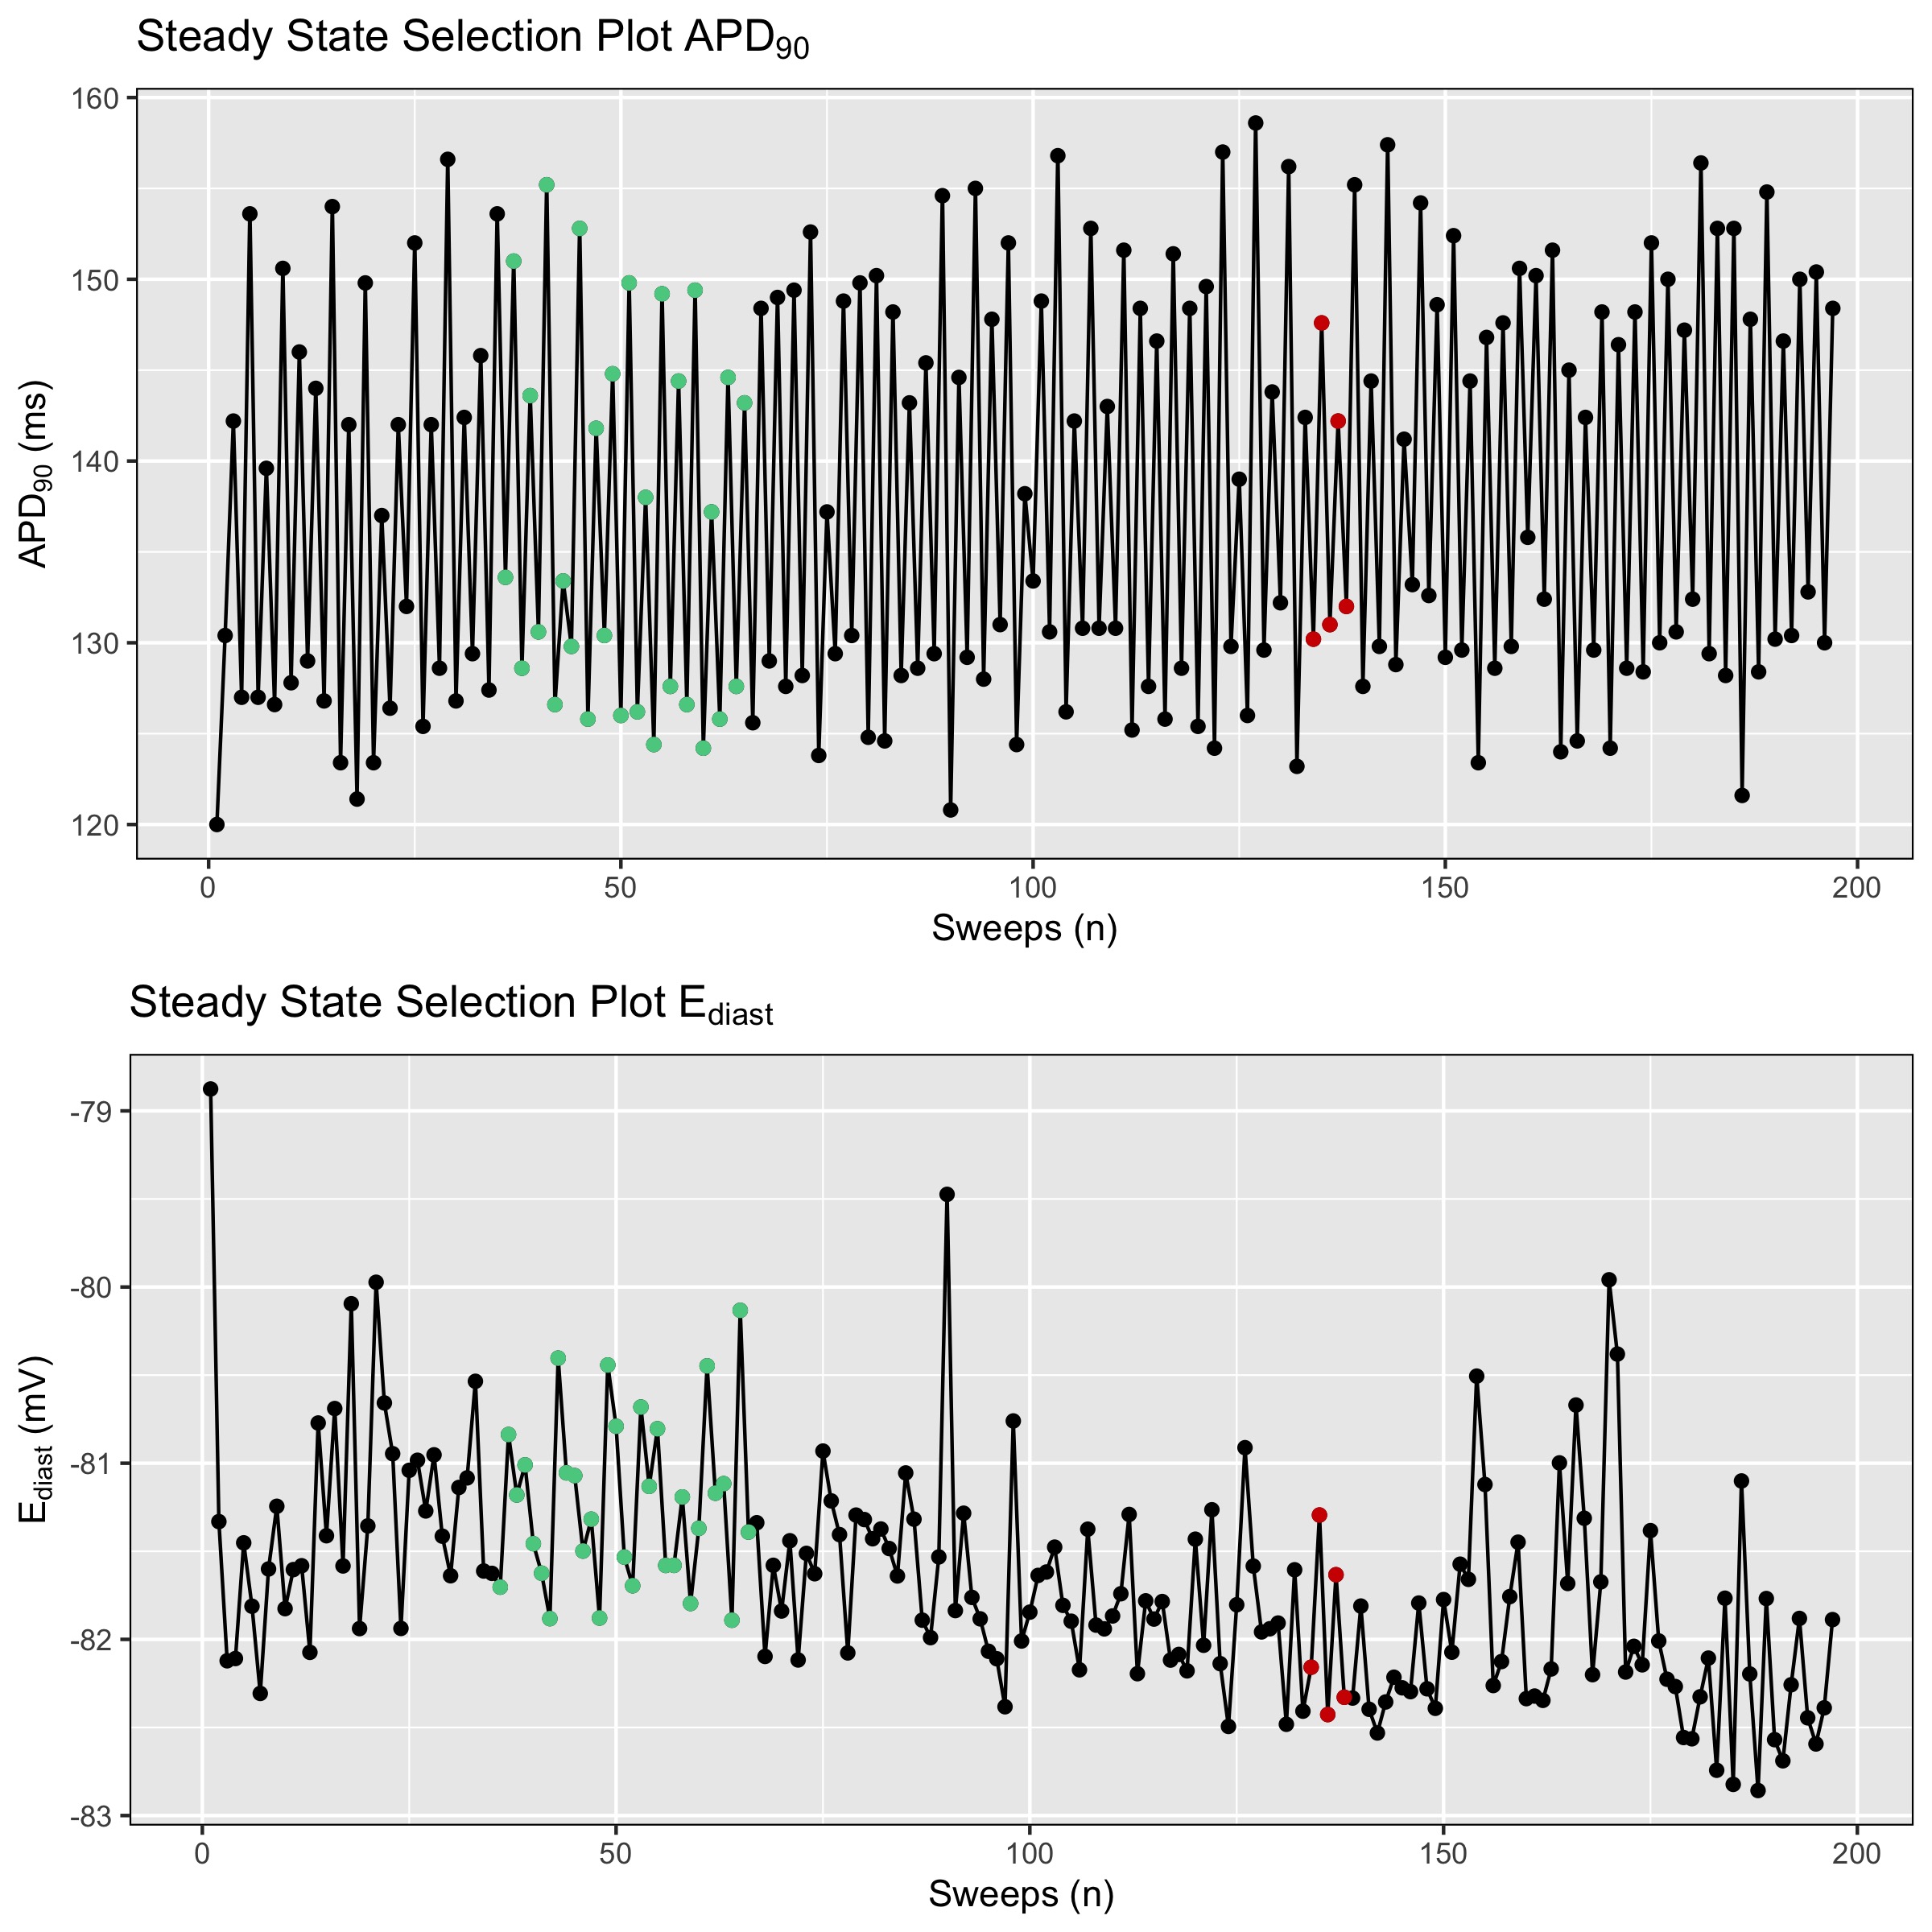 Steady State Selection Plot APD90
160
150
140
130
120
APD90 (ms)
0 50 100 150 200
Sweeps (n)
Steady State Selection Plot Ediast
-79
-80
-81
-82
-83
Ediast (mV)
0 50 100 150 200
Sweeps (n)